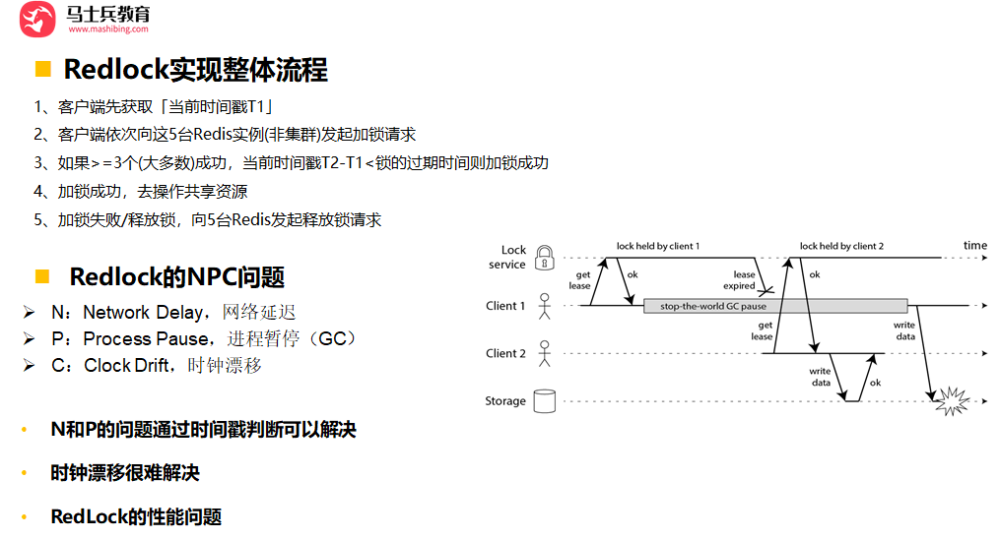 马士兵教育
www.mashibing.com
Redlock实现整体流程
1、客户端先获取「当前时间戳T1」
2、客户端依次向这5台Redis实例(非集群)发起加锁请求
3、如果>=3个(大多数)成功，当前时间戳T2-T1<锁的过期时间则加锁成功
4、加锁成功，去操作共享资源
5、加锁失败/释放锁，向5台Redis发起释放锁请求
Redlock的NPC问题
N：Network Delay，网络延迟
P：Process Pause，进程暂停（GC）
C：Clock Drift，时钟漂移
N和P的问题通过时间戳判断可以解决
时钟漂移很难解决
RedLock的性能问题
lock held by client 1
lock held by client 2
time
Lock
service
get
lease
ok
lease
expired
ok
Client 1
stop-the-world GC pause
get
lease
write
data
Client 2
write
data
ok
Storage